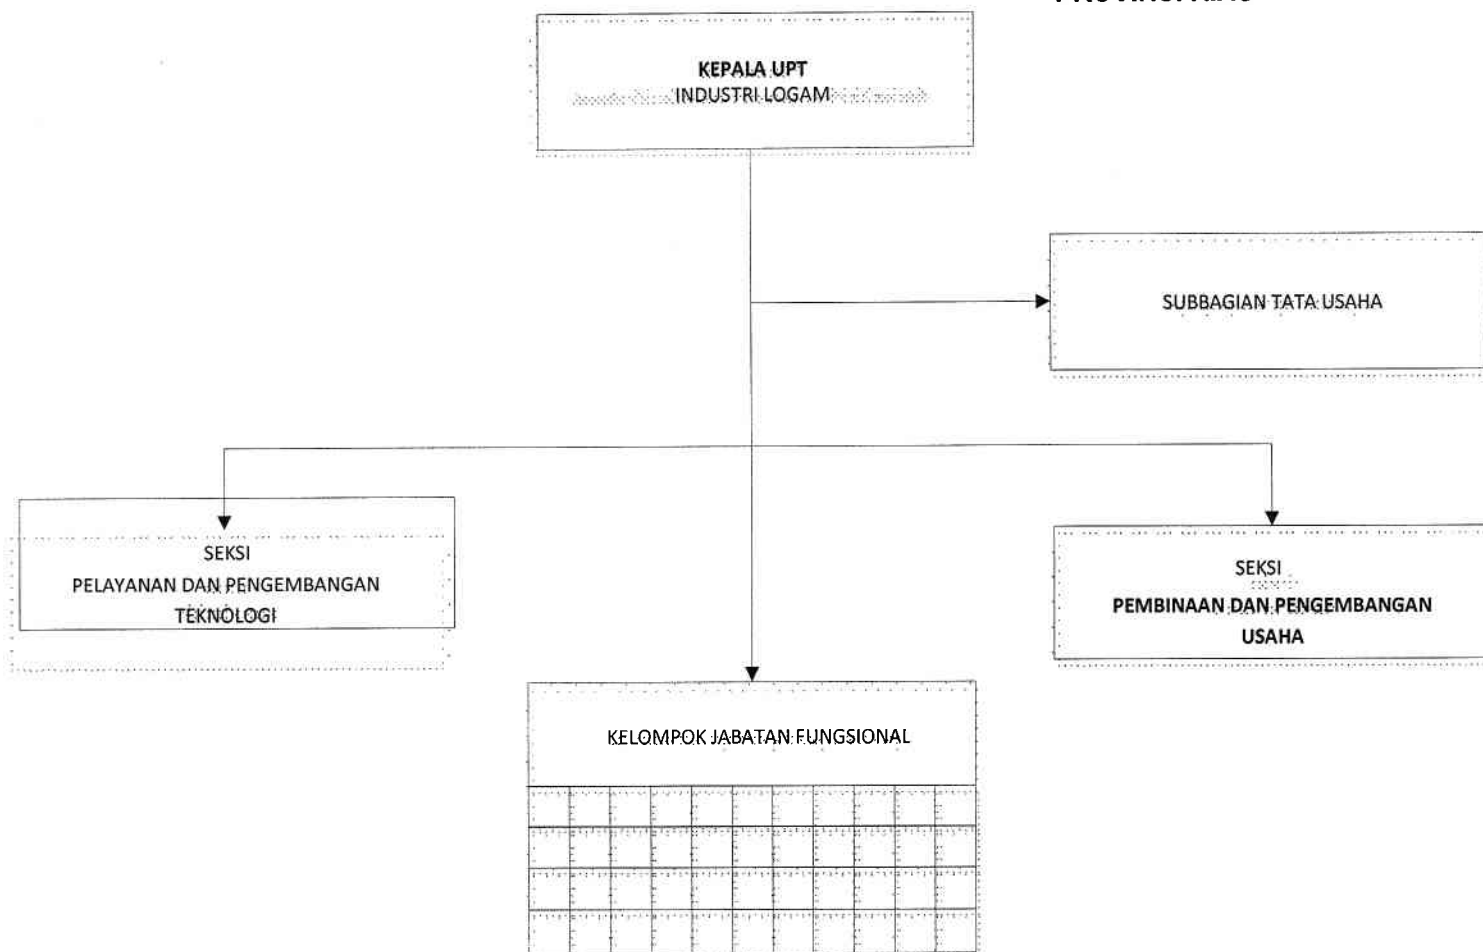 KEPALA UPT
INDUSTRI LOGAM
SUBBAGIAN TATA USAHA
SEKSI
PELAYANAN DAN PENGEMBANGAN
TEKNOLOGI
SEKSI
PEMBINAAN DAN PENGEMBANGAN
USAHA
KELOMPOK JABATAN FUNGSIONAL